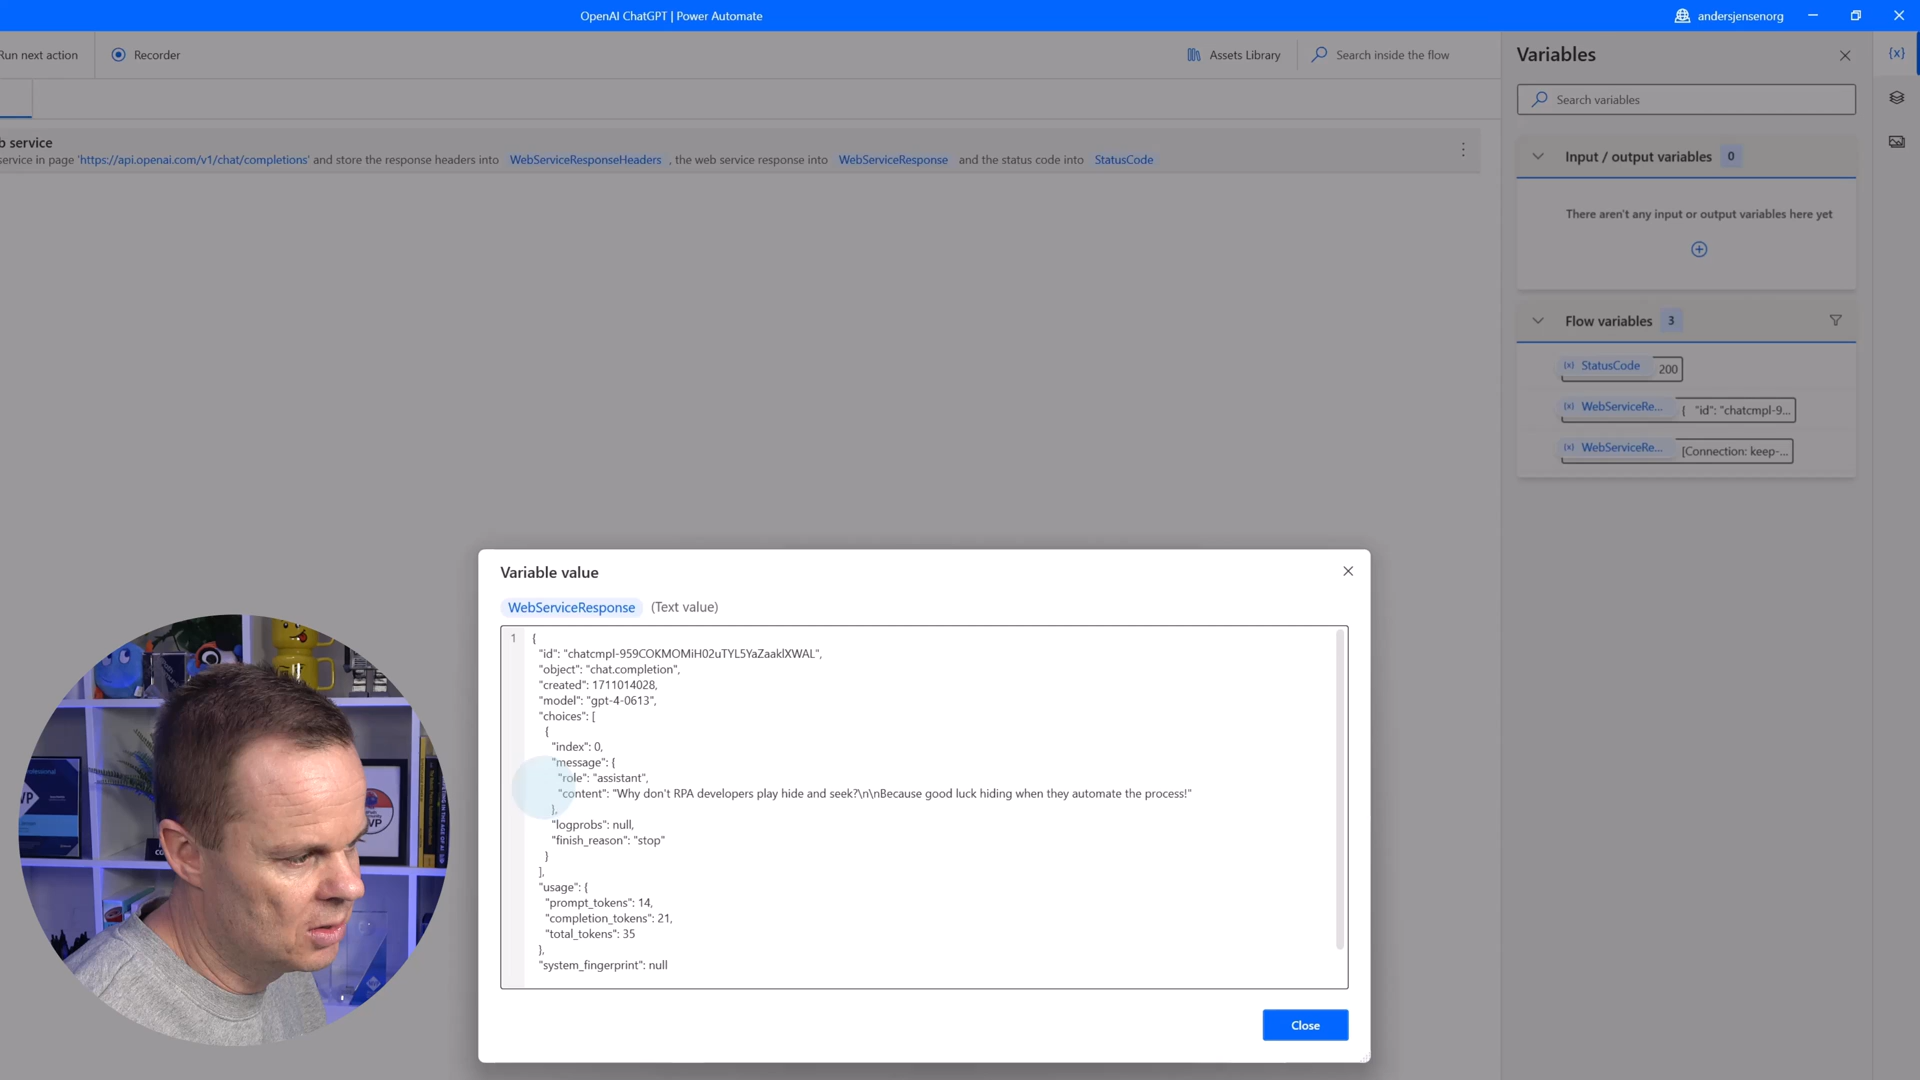 OpenAI ChatGPT | Power Automate
andersjensenorg
Run next action
Recorder
Assets Library
Search inside the flow
Variables
{x}
Search variables
b service
service in page 'https://api.openai.com/v1/chat/completions' and store the response headers into WebServiceResponseHeaders , the web service response into WebServiceResponse and the status code into StatusCode
Input / output variables 0
There aren't any input or output variables here yet
Flow variables 3
{x} StatusCode 200
{x} WebServiceRe... { "id": "chatcmpl-9...
{x} WebServiceRe... [Connection: keep-...
Variable value
WebServiceResponse (Text value)
1 {
"id": "chatcmpl-959COKMOMiH02uTYL5YaZaaklXWAL",
"object": "chat.completion",
"created": 1711014028,
"model": "gpt-4-0613",
"choices": [
{
"index": 0,
"message": {
"role": "assistant",
"content": "Why don't RPA developers play hide and seek?\n\nBecause good luck hiding when they automate the process!"
},
"logprobs": null,
"finish_reason": "stop"
}
],
"usage": {
"prompt_tokens": 14,
"completion_tokens": 21,
"total_tokens": 35
},
"system_fingerprint": null
Close